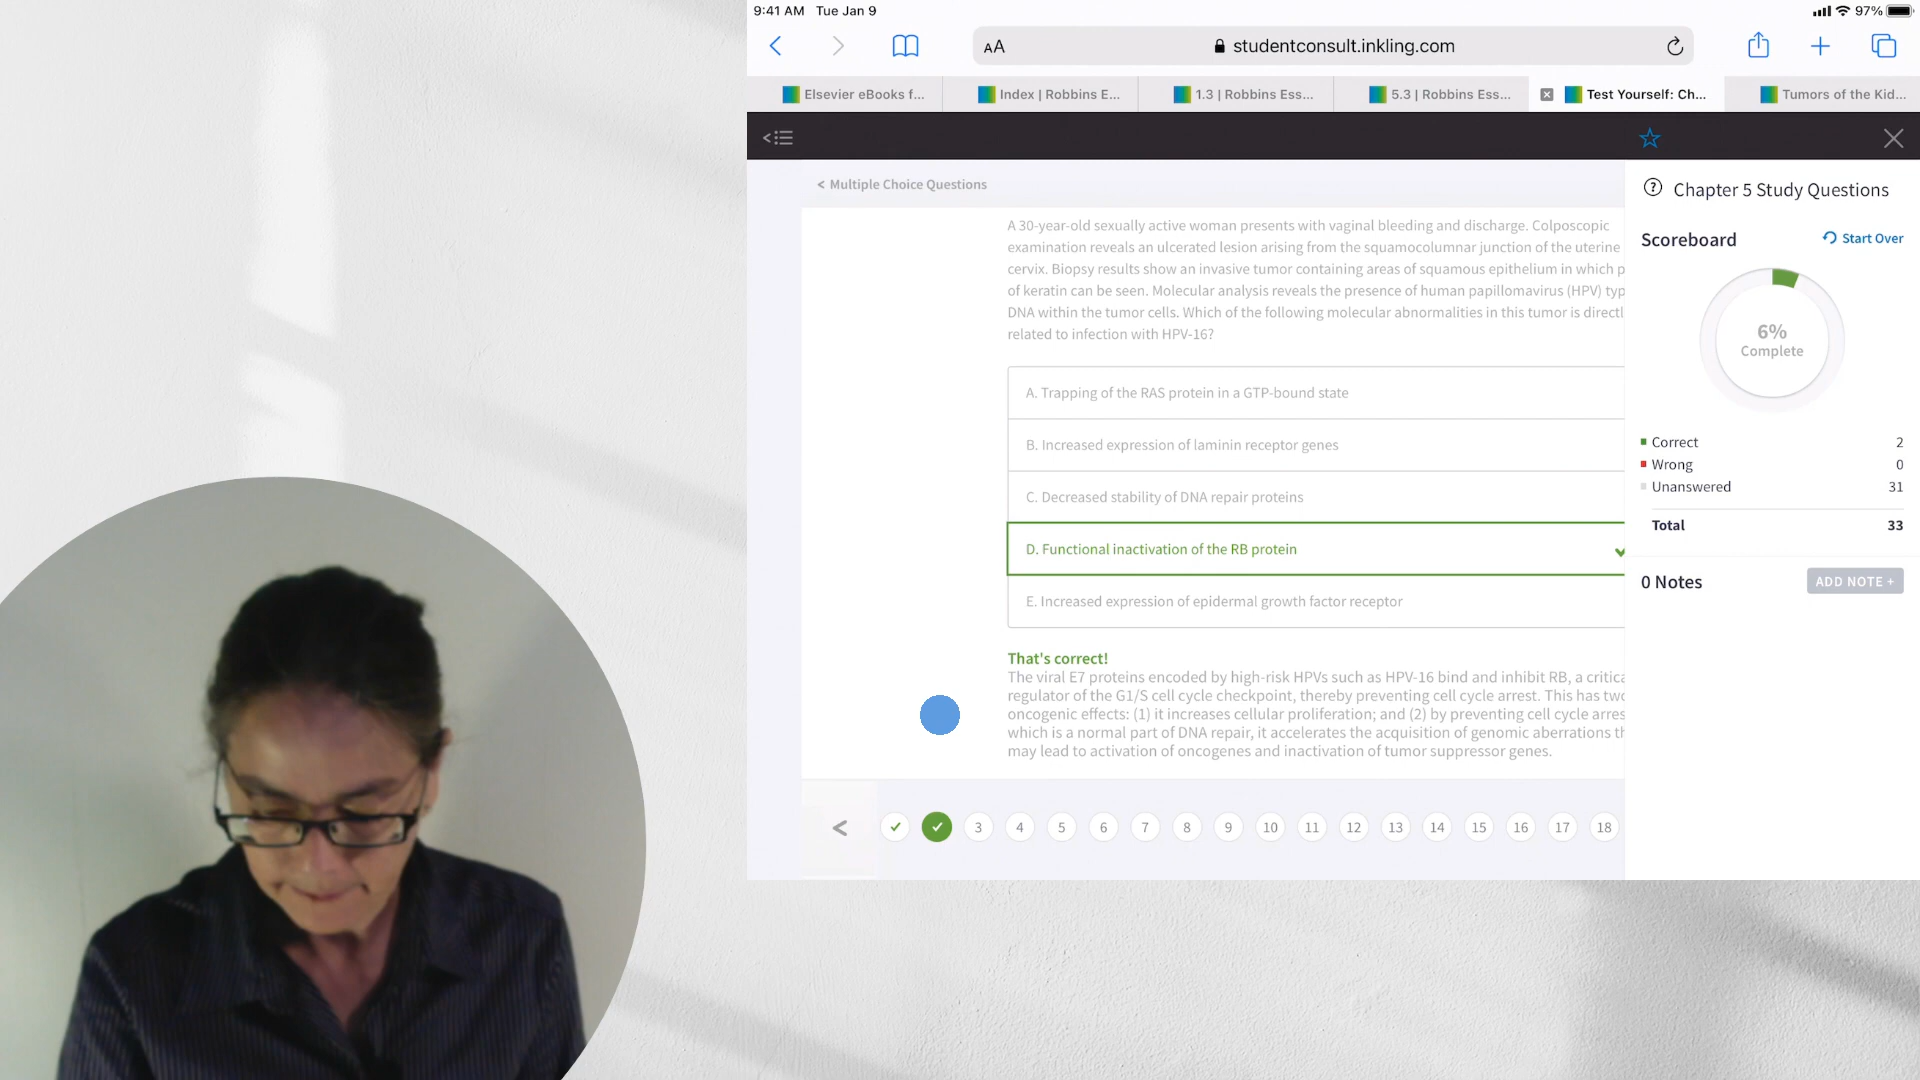 9:41 AM Tue Jan 9
97%
AA
studentconsult.inkling.com
Elsevier eBooks f...
Index | Robbins E...
1.3 | Robbins Ess...
5.3 | Robbins Ess...
Test Yourself: Ch...
Tumors of the Kid...
< Multiple Choice Questions
A 30-year-old sexually active woman presents with vaginal bleeding and discharge. Colposcopic
examination reveals an ulcerated lesion arising from the squamocolumnar junction of the uterine
cervix. Biopsy results show an invasive tumor containing areas of squamous epithelium in which p
of keratin can be seen. Molecular analysis reveals the presence of human papillomavirus (HPV) typ
DNA within the tumor cells. Which of the following molecular abnormalities in this tumor is directl
related to infection with HPV-16?
A. Trapping of the RAS protein in a GTP-bound state
B. Increased expression of laminin receptor genes
C. Decreased stability of DNA repair proteins
D. Functional inactivation of the RB protein
E. Increased expression of epidermal growth factor receptor
That's correct!
The viral E7 proteins encoded by high-risk HPVs such as HPV-16 bind and inhibit RB, a critica
regulator of the G1/S cell cycle checkpoint, thereby preventing cell cycle arrest. This has two
oncogenic effects: (1) it increases cellular proliferation; and (2) by preventing cell cycle arres
which is a normal part of DNA repair, it accelerates the acquisition of genomic aberrations th
may lead to activation of oncogenes and inactivation of tumor suppressor genes.
< 3 4 5 6 7 8 9 10 11 12 13 14 15 16 17 18
Chapter 5 Study Questions
Scoreboard
Start Over
6%
Complete
Correct 2
Wrong 0
Unanswered 31
Total 33
0 Notes
ADD NOTE +